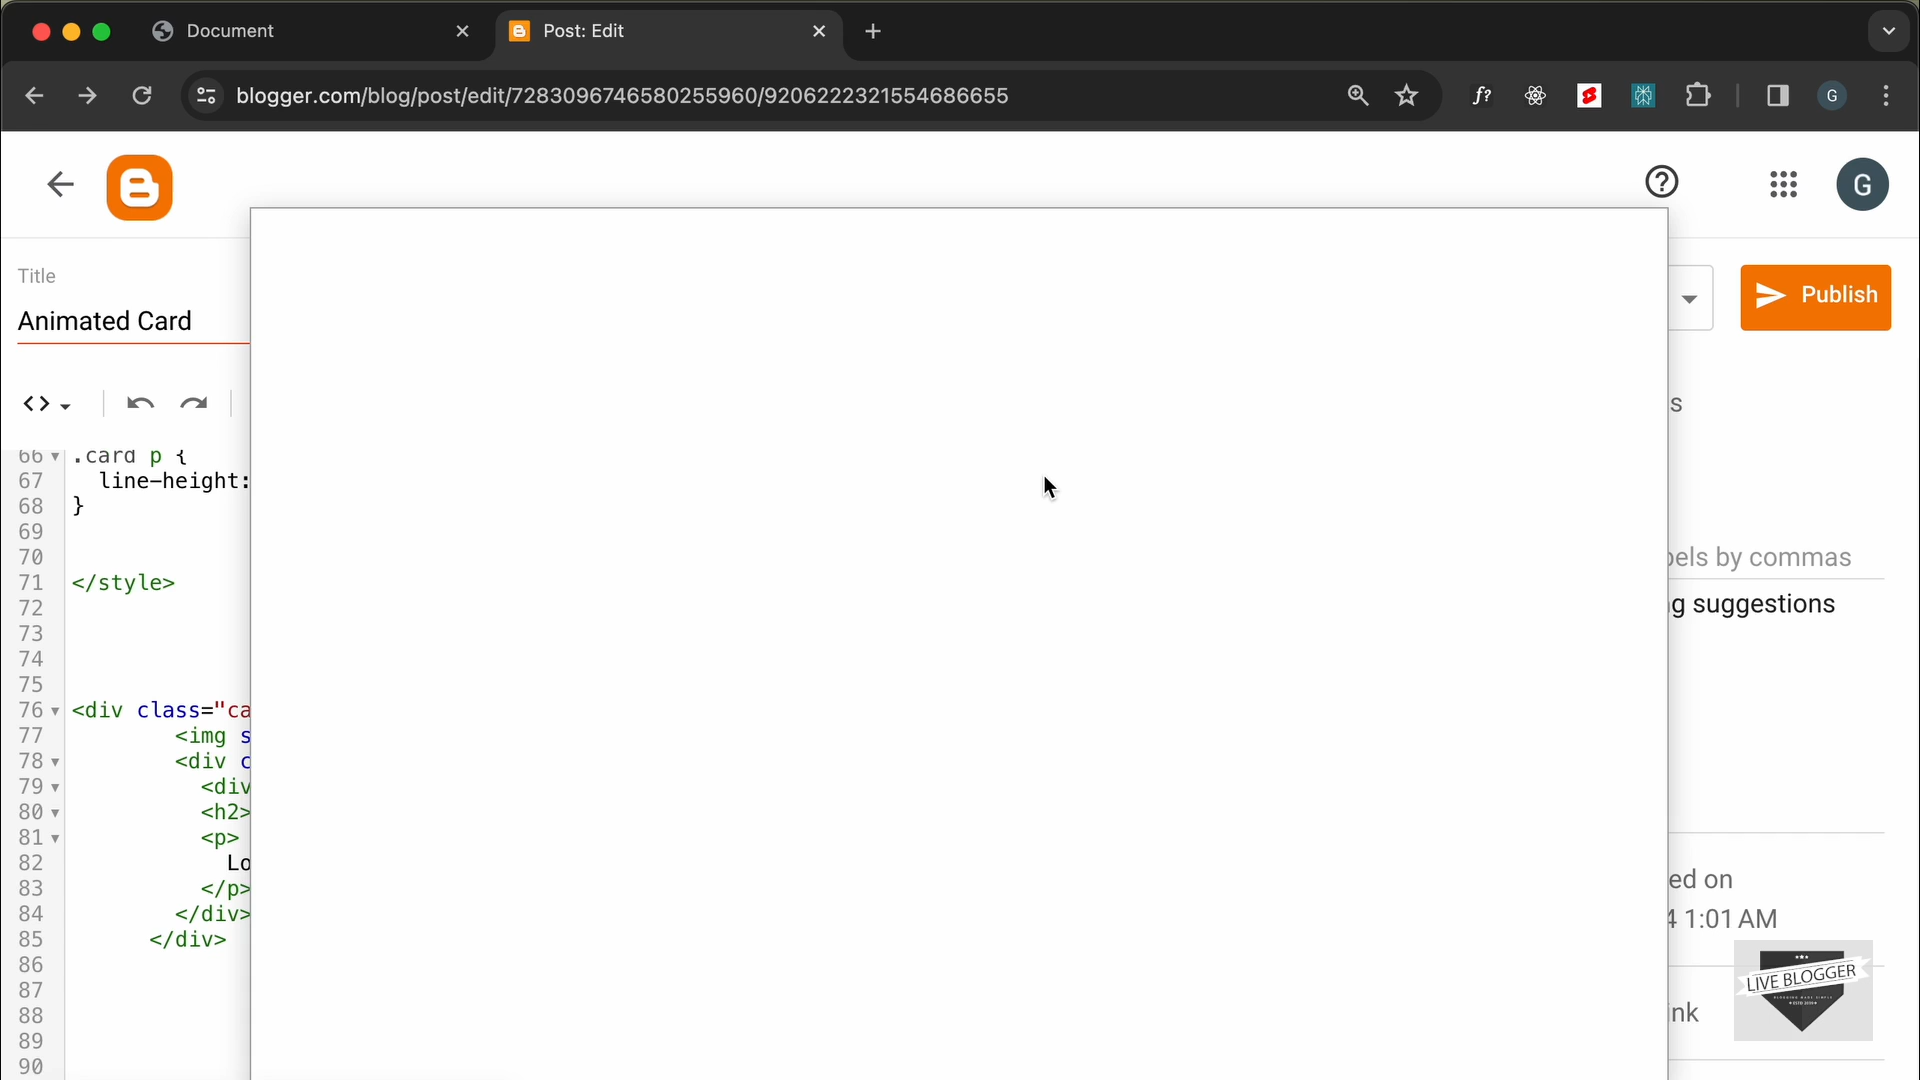 Document
Post: Edit
blogger.com/blog/post/edit/7283096746580255960/9206222321554686655
f?
G
G
Title
Animated Card
Publish
s
66 .card p {
67 line-height:
68 }
69
70
71 </style>
72
73
74
75
76 <div class="ca
77 <img s
78 <div c
79 <div
80 <h2>
81 <p>
82 Lo
83 </p>
84 </div>
85 </div>
86
87
88
89
90
bels by commas
g suggestions
ed on
4 1:01 AM
ink
LIVE BLOGGER